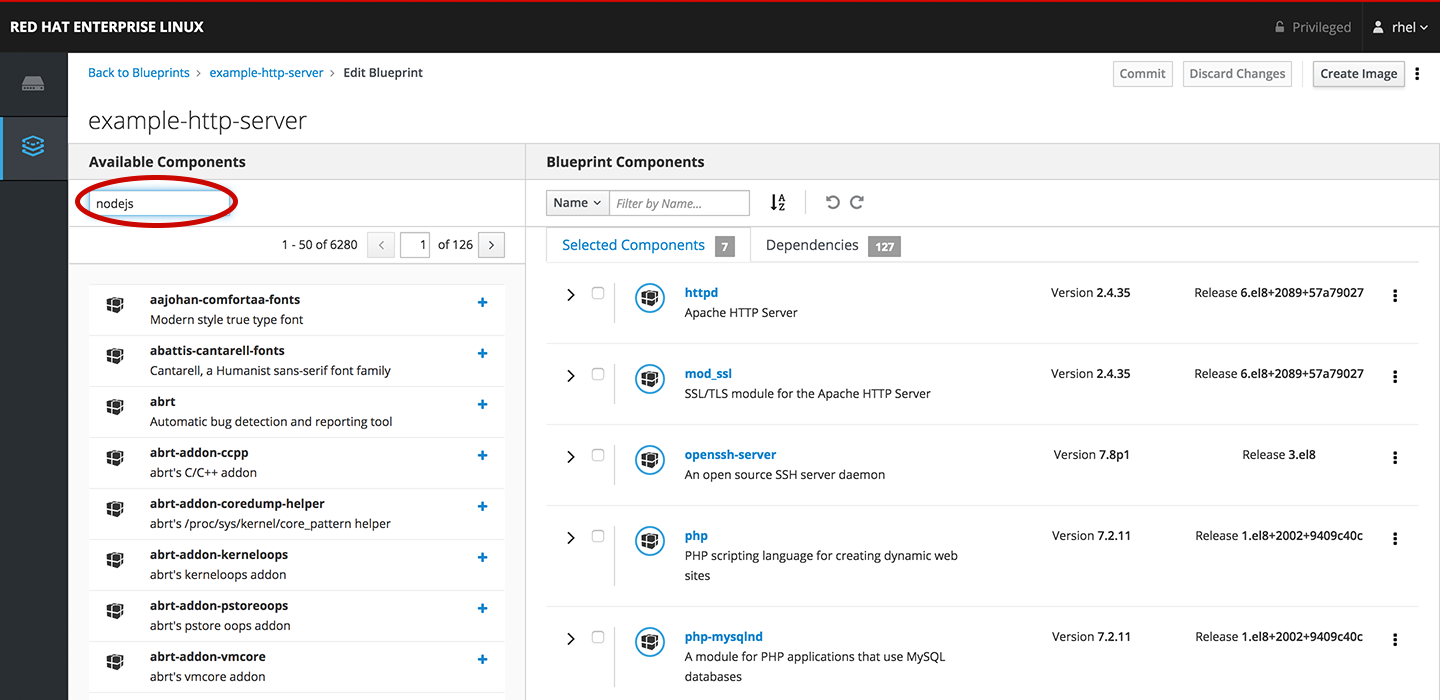 RED HAT ENTERPRISE LINUX
Privileged
rhel
Back to Blueprints > example-http-server > Edit Blueprint
Commit
Discard Changes
Create Image
example-http-server
Available Components
nodejs
1 - 50 of 6280
1 of 126
aajohan-comfortaa-fonts
Modern style true type font
abattis-cantarell-fonts
Cantarell, a Humanist sans-serif font family
abrt
Automatic bug detection and reporting tool
abrt-addon-ccpp
abrt's C/C++ addon
abrt-addon-coredump-helper
abrt's /proc/sys/kernel/core_pattern helper
abrt-addon-kerneloops
abrt's kerneloops addon
abrt-addon-pstoreoops
abrt's pstore oops addon
abrt-addon-vmcore
abrt's vmcore addon
Blueprint Components
Name
Filter by Name...
Selected Components 7
Dependencies 127
httpd Version 2.4.35 Release 6.el8+2089+57a79027
Apache HTTP Server
mod_ssl Version 2.4.35 Release 6.el8+2089+57a79027
SSL/TLS module for the Apache HTTP Server
openssh-server Version 7.8p1 Release 3.el8
An open source SSH server daemon
php Version 7.2.11 Release 1.el8+2002+9409c40c
PHP scripting language for creating dynamic web
sites
php-mysqlnd Version 7.2.11 Release 1.el8+2002+9409c40c
A module for PHP applications that use MySQL
databases